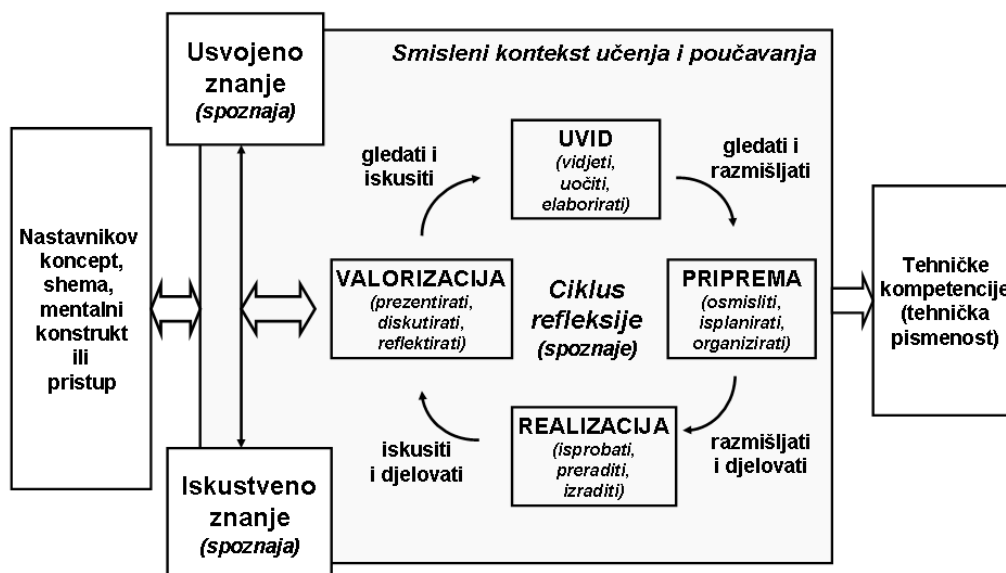 Usvojeno
znanje
(spoznaja)
Smisleni kontekst učenja i poučavanja
Nastavnikov
koncept,
shema,
mentalni
konstrukt
ili
pristup
gledati i
iskusiti
UVID
(vidjeti,
uočiti,
elaborirati)
gledati i
razmišljati
VALORIZACIJA
(prezentirati,
diskutirati,
reflektirati)
Ciklus
refleksije
(spoznaje)
PRIPREMA
(osmisliti,
isplanirati,
organizirati)
Tehničke
kompetencije
(tehnička
pismenost)
iskusiti
i djelovati
REALIZACIJA
(isprobati,
preraditi,
izraditi)
razmišljati
i djelovati
Iskustveno
znanje
(spoznaja)